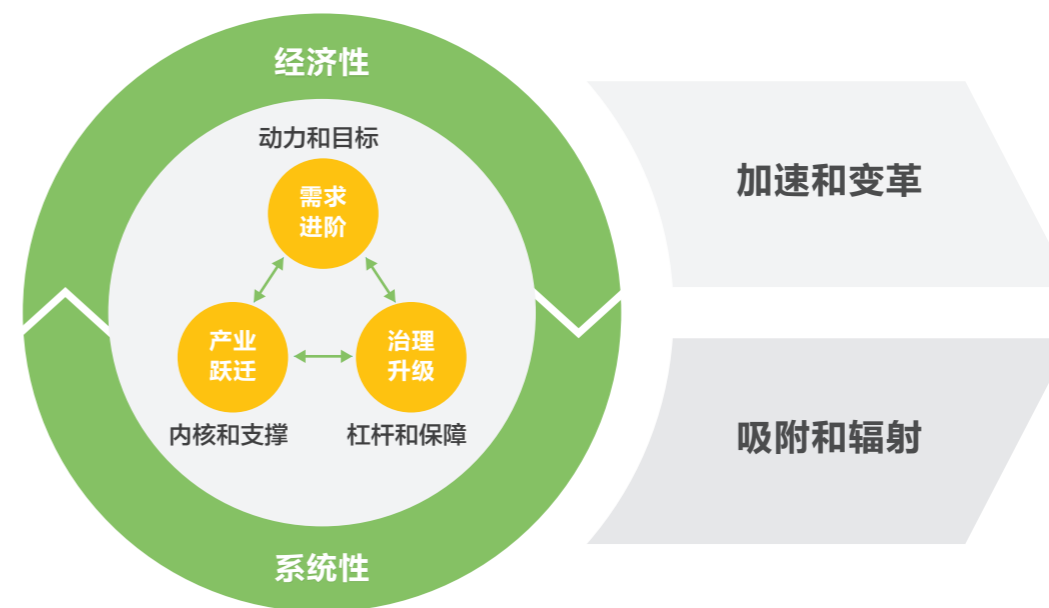 经济性
动力和目标
需求
进阶
产业
跃迁
治理
升级
内核和支撑
杠杆和保障
系统性
加速和变革
吸附和辐射